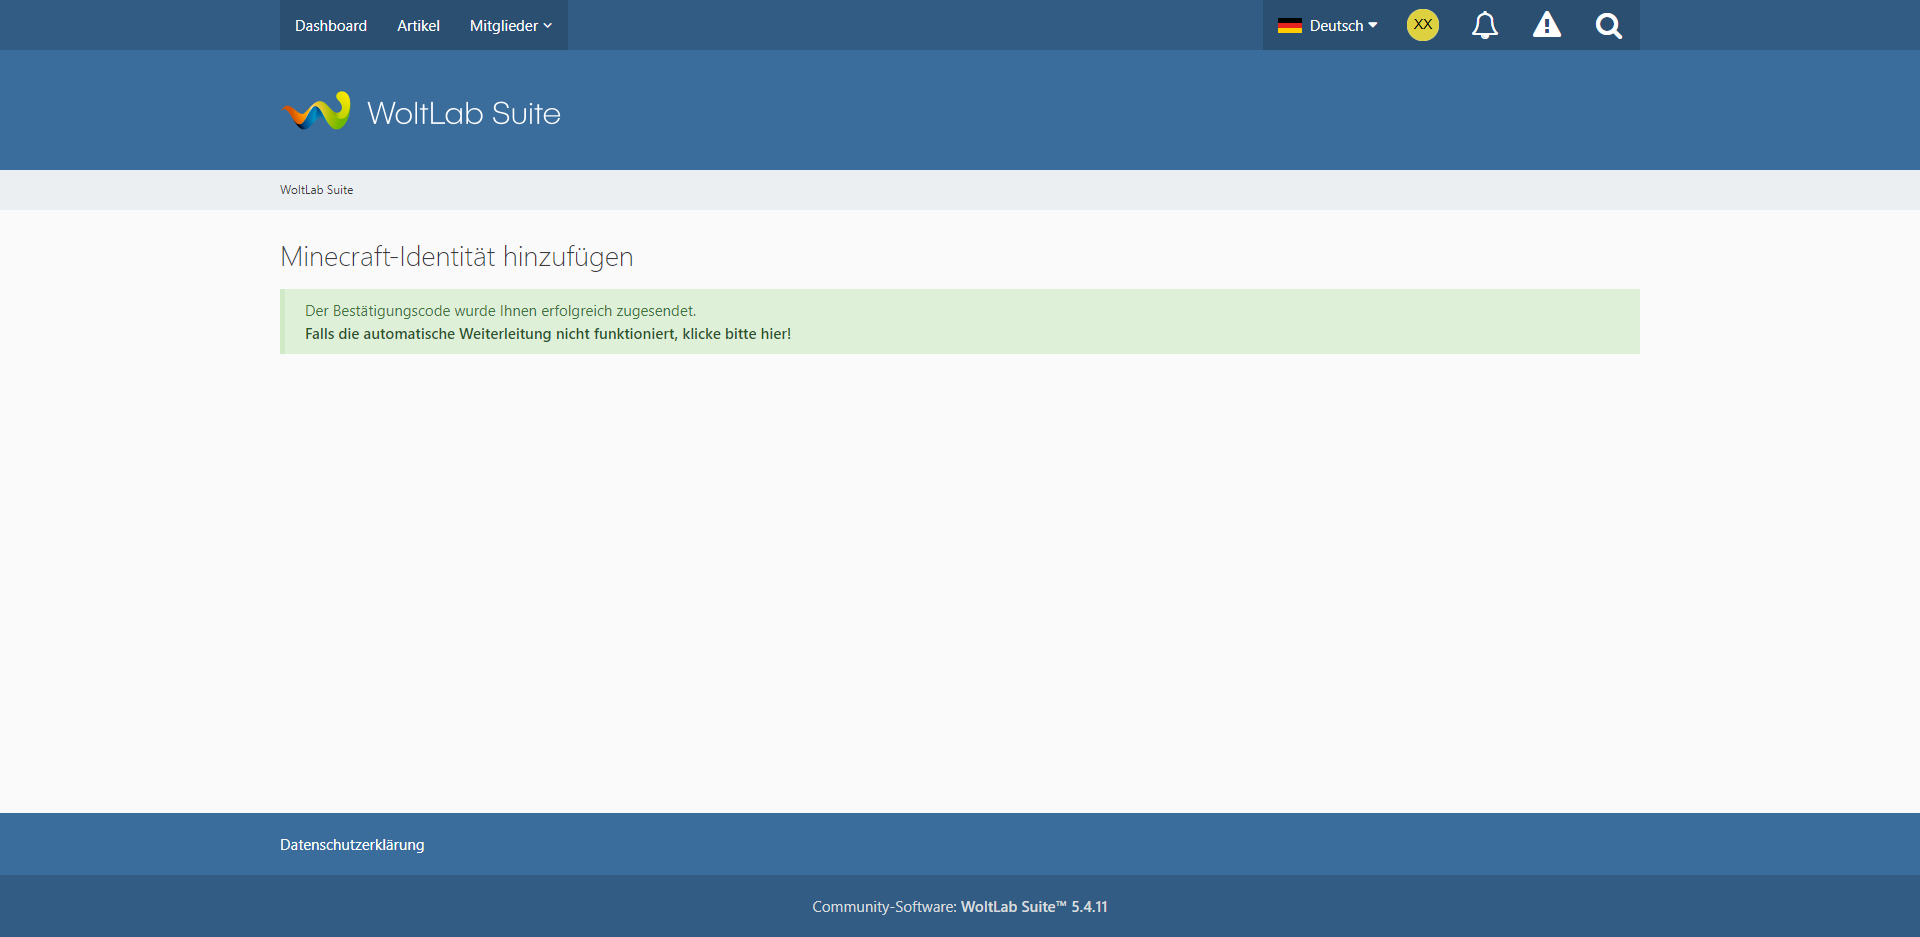 Dashboard Artikel Mitglieder Deutsch XX
WoltLab Suite
WoltLab Suite
Minecraft-Identität hinzufügen
Der Bestätigungscode wurde Ihnen erfolgreich zugesendet.
Falls die automatische Weiterleitung nicht funktioniert, klicke bitte hier!
Datenschutzerklärung
Community-Software: WoltLab Suite™ 5.4.11